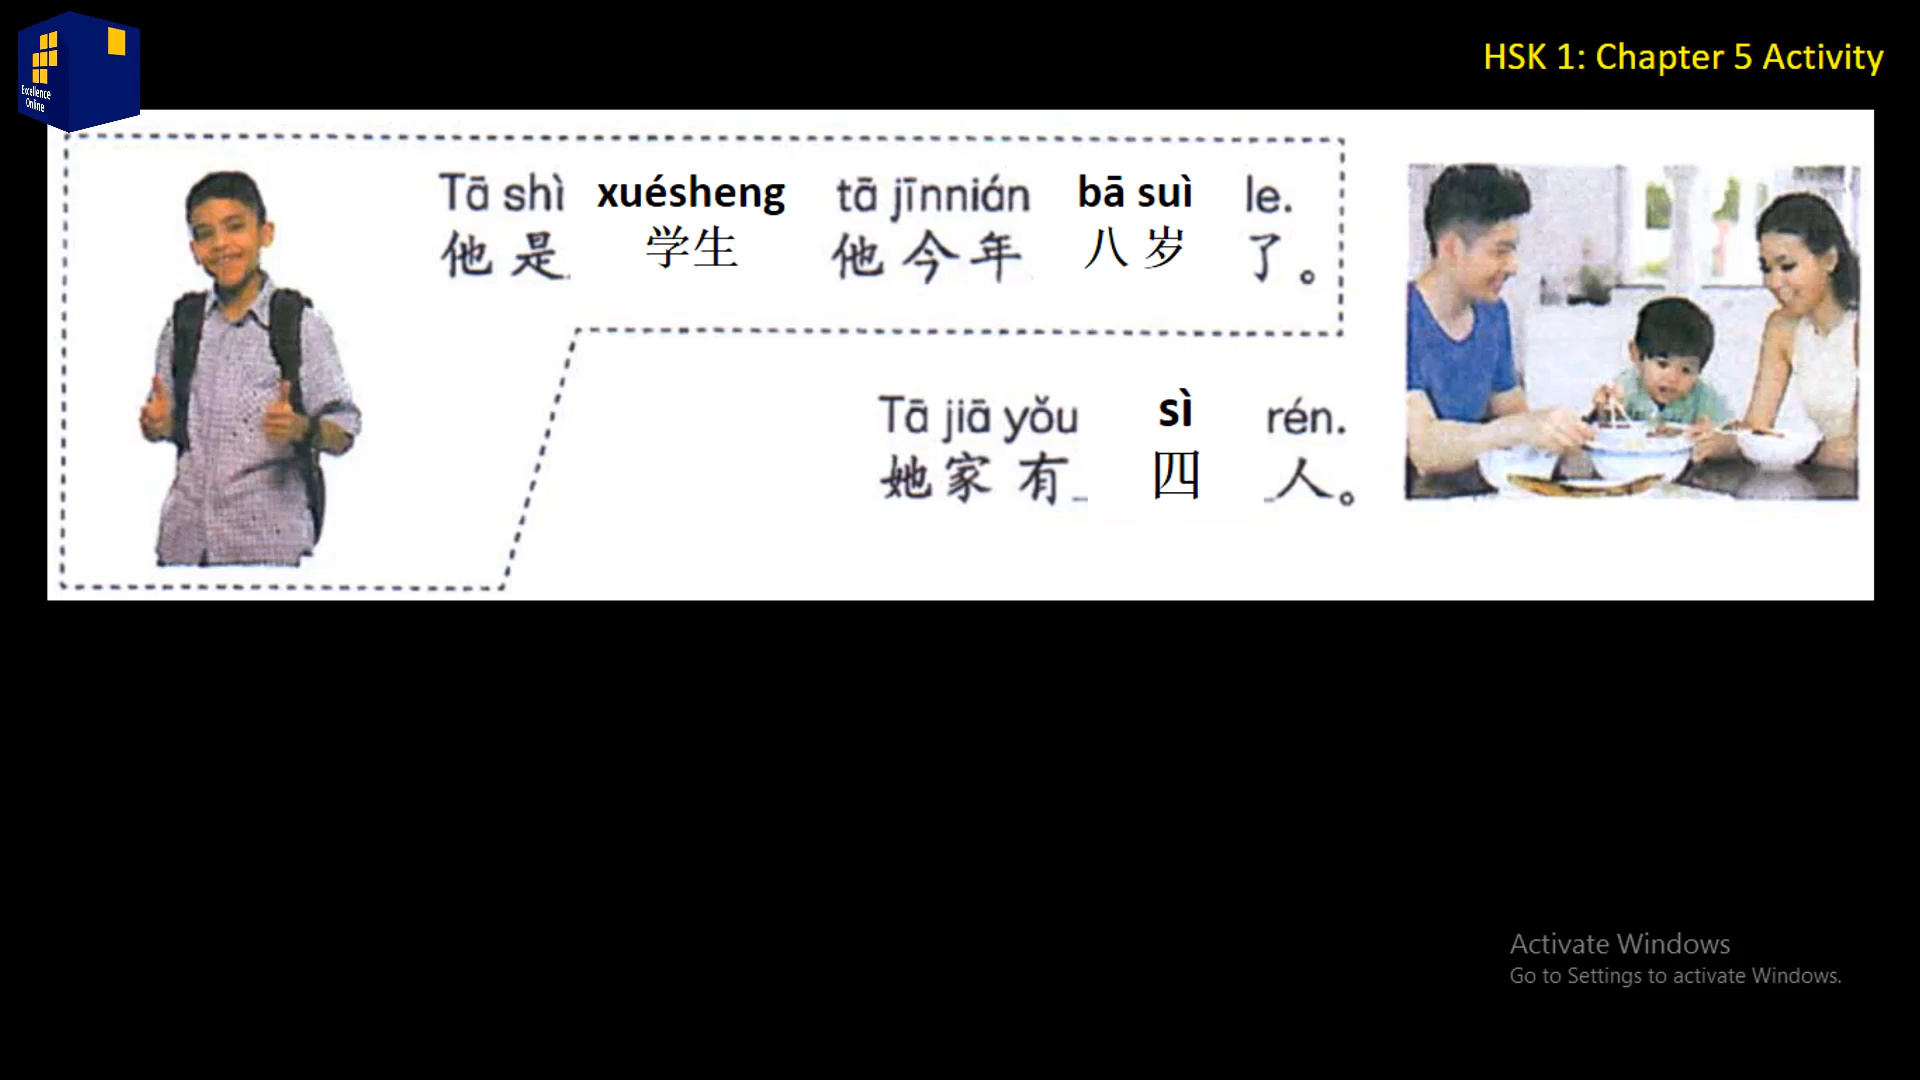 Excellence
Online
HSK 1: Chapter 5 Activity
Tā shì xuésheng tā jīnnián bā suì le.
他是 学生 他今年 八岁 了。
Tā jiā yǒu sì rén.
她家有 四 人。
Activate Windows
Go to Settings to activate Windows.